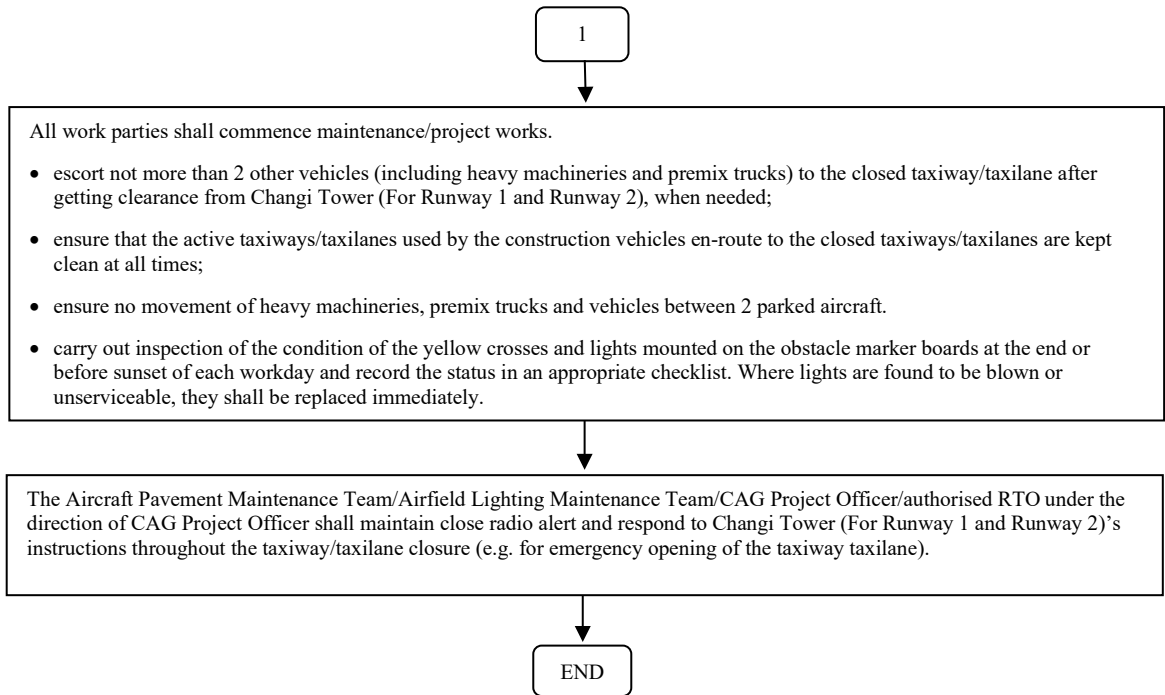 1
All work parties shall commence maintenance/project works.
• escort not more than 2 other vehicles (including heavy machineries and premix trucks) to the closed taxiway/taxilane after
getting clearance from Changi Tower (For Runway 1 and Runway 2), when needed;
• ensure that the active taxiways/taxilanes used by the construction vehicles en-route to the closed taxiways/taxilanes are kept
clean at all times;
• ensure no movement of heavy machineries, premix trucks and vehicles between 2 parked aircraft.
• carry out inspection of the condition of the yellow crosses and lights mounted on the obstacle marker boards at the end or
before sunset of each workday and record the status in an appropriate checklist. Where lights are found to be blown or
unserviceable, they shall be replaced immediately.
The Aircraft Pavement Maintenance Team/Airfield Lighting Maintenance Team/CAG Project Officer/authorised RTO under the
direction of CAG Project Officer shall maintain close radio alert and respond to Changi Tower (For Runway 1 and Runway 2)'s
instructions throughout the taxiway/taxilane closure (e.g. for emergency opening of the taxiway taxilane).
END